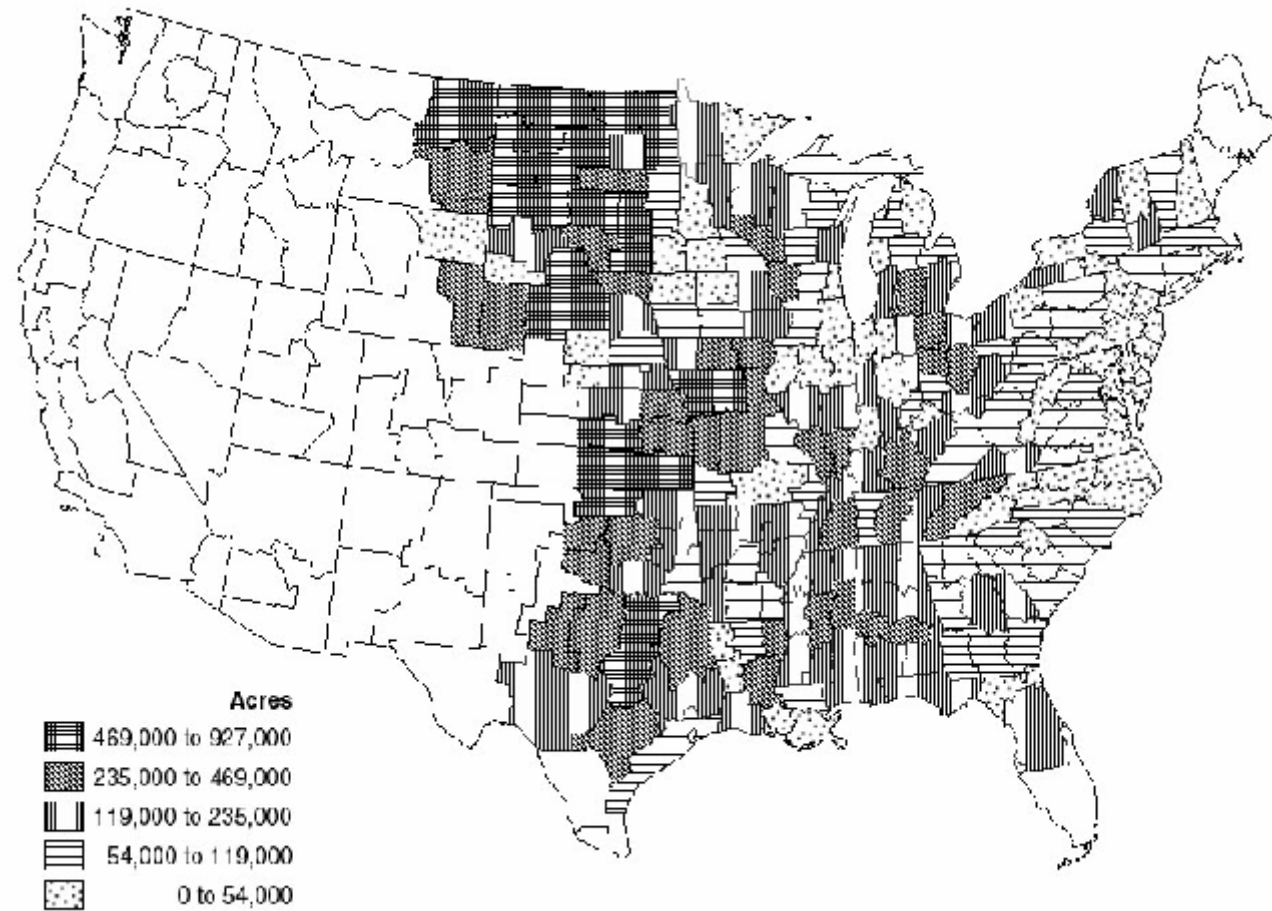 Acres
469,000 to 927,000
235,000 to 469,000
119,000 to 235,000
54,000 to 119,000
0 to 54,000